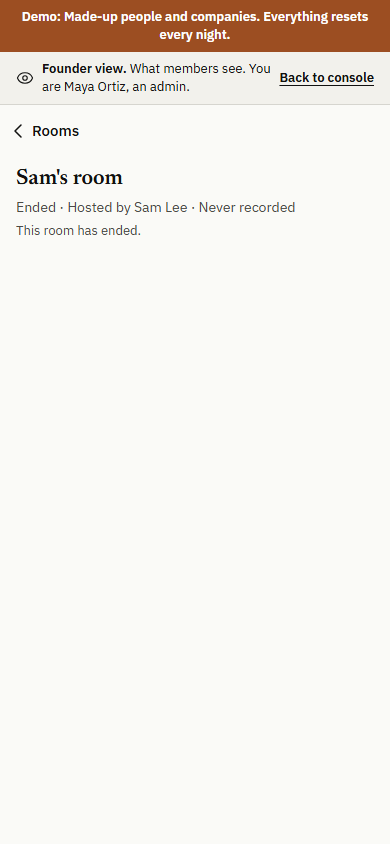 Demo: Made-up people and companies. Everything resets
every night.
Founder view. What members see. You
are Maya Ortiz, an admin.
Back to console
Rooms
Sam's room
Ended · Hosted by Sam Lee · Never recorded
This room has ended.